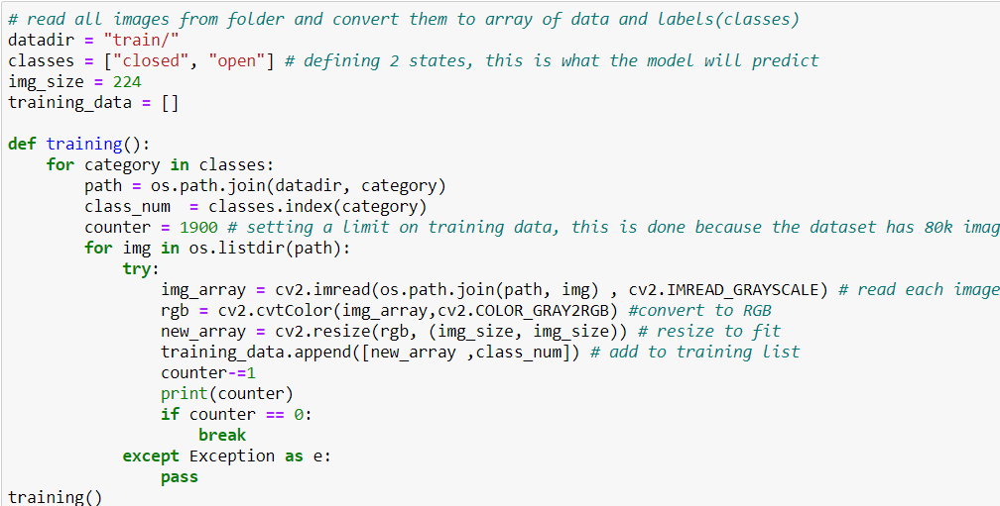 # read all images from folder and convert them to array of data and labels(classes)
datadir = "train/"
classes = ["closed", "open"] # defining 2 states, this is what the model will predict
img_size = 224
training_data = []

def training():
    for category in classes:
        path = os.path.join(datadir, category)
        class_num  = classes.index(category)
        counter = 1900 # setting a limit on training data, this is done because the dataset has 80k imag
        for img in os.listdir(path):
            try:
                img_array = cv2.imread(os.path.join(path, img) , cv2.IMREAD_GRAYSCALE) # read each image
                rgb = cv2.cvtColor(img_array,cv2.COLOR_GRAY2RGB) #convert to RGB
                new_array = cv2.resize(rgb, (img_size, img_size)) # resize to fit
                training_data.append([new_array ,class_num]) # add to training list
                counter-=1
                print(counter)
                if counter == 0:
                    break
            except Exception as e:
                pass
training()